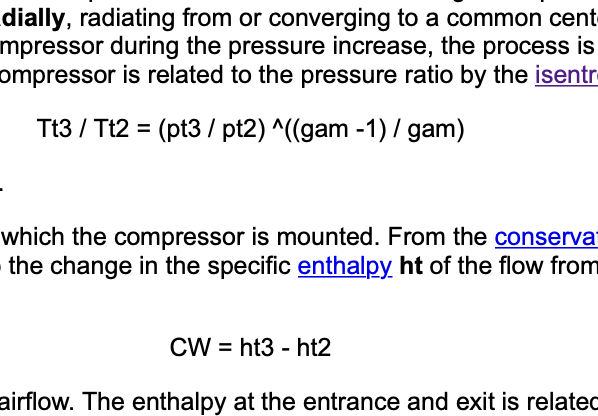 dially, radiating from or converging to a common cent
mpressor during the pressure increase, the process is
ompressor is related to the pressure ratio by the isentr
Tt3 / Tt2 = (pt3 / pt2) ^((gam -1) / gam)
.
which the compressor is mounted. From the conserva
the change in the specific enthalpy ht of the flow from
CW = ht3 - ht2
airflow. The enthalpy at the entrance and exit is related